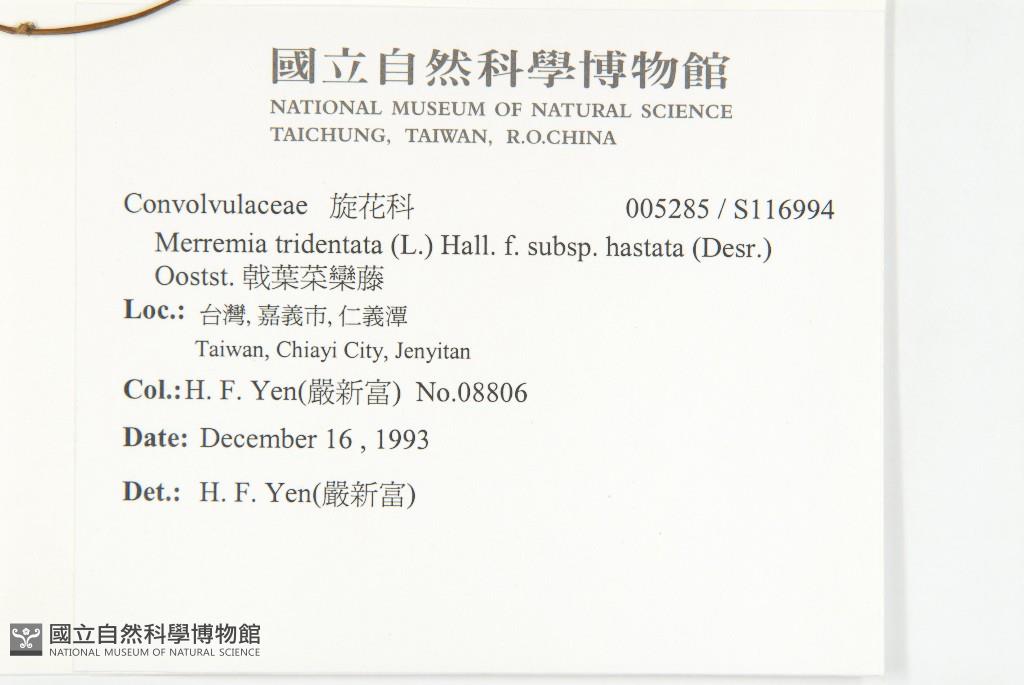 國立自然科學博物館
NATIONAL MUSEUM OF NATURAL SCIENCE
TAICHUNG, TAIWAN, R.O.CHINA
Convolvulaceae 旋花科 005285 / S116994
Merremia tridentata (L.) Hall. f. subsp. hastata (Desr.)
Ooststr. 戟葉菜欒藤
Loc.: 台灣, 嘉義市, 仁義潭
Taiwan, Chiayi City, Jenyitan
Col.:H. F. Yen(嚴新富) No.08806
Date: December 16 , 1993
Det.: H. F. Yen(嚴新富)
國立自然科學博物館
NATIONAL MUSEUM OF NATURAL SCIENCE